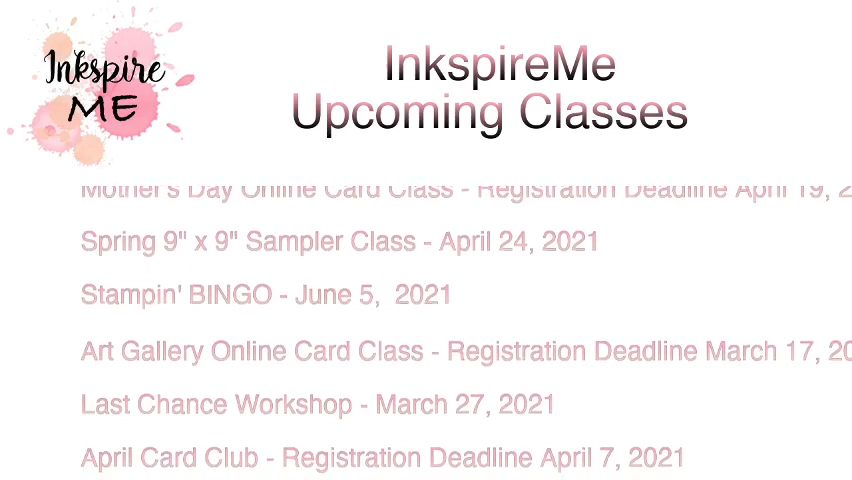 Inkspire
ME
InkspireMe
Upcoming Classes
Mother's Day Online Card Class - Registration Deadline April 19, 2
Spring 9" x 9" Sampler Class - April 24, 2021
Stampin' BINGO - June 5,  2021
Art Gallery Online Card Class - Registration Deadline March 17, 20
Last Chance Workshop - March 27, 2021
April Card Club - Registration Deadline April 7, 2021